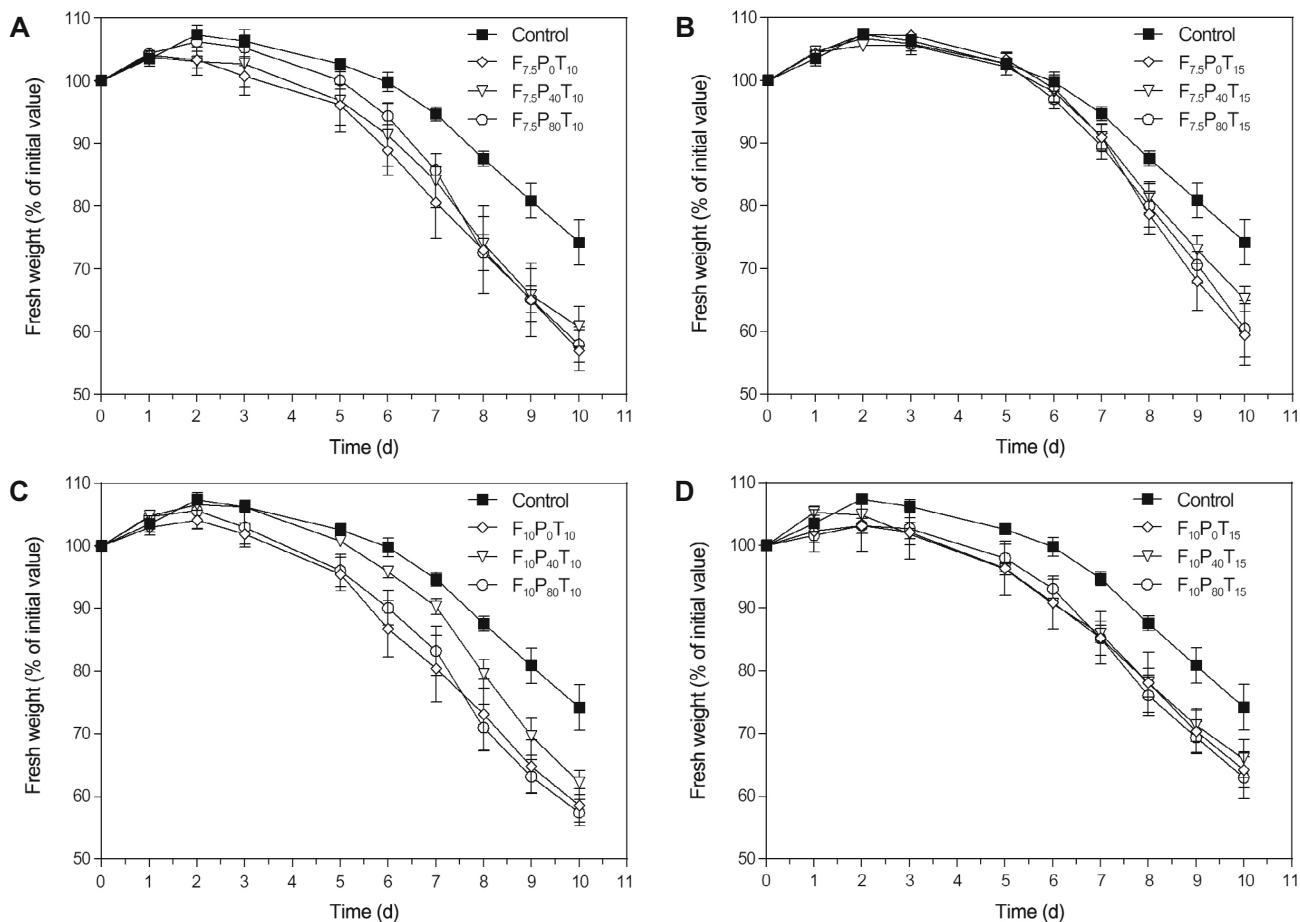 A
110
100
90
80
70
60
50
Fresh weight (% of initial value)
Control
F7.5P0T10
F7.5P40T10
F7.5P80T10
0 1 2 3 4 5 6 7 8 9 10 11
Time (d)
B
110
100
90
80
70
60
50
Fresh weight (% of initial value)
Control
F7.5P0T15
F7.5P40T15
F7.5P80T15
0 1 2 3 4 5 6 7 8 9 10 11
Time (d)
C
110
100
90
80
70
60
50
Fresh weight (% of initial value)
Control
F10P0T10
F10P40T10
F10P80T10
0 1 2 3 4 5 6 7 8 9 10 11
Time (d)
D
110
100
90
80
70
60
50
Fresh weight (% of initial value)
Control
F10P0T15
F10P40T15
F10P80T15
0 1 2 3 4 5 6 7 8 9 10 11
Time (d)